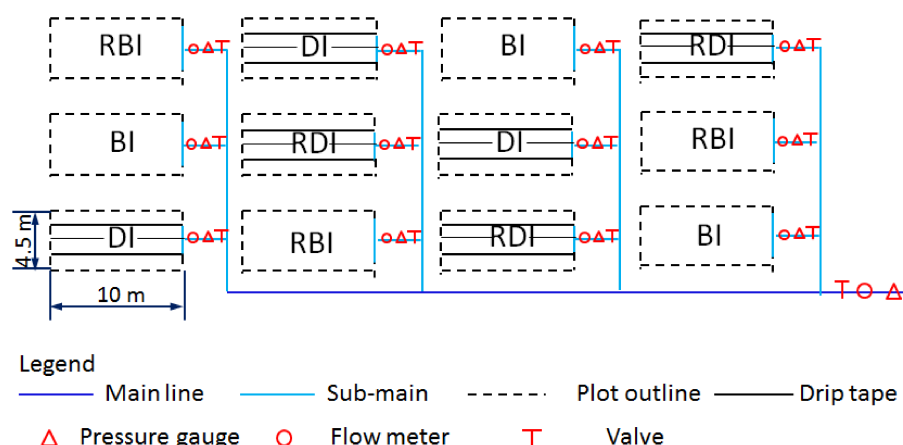 RBI DI BI RDI
BI RDI DI RBI
DI RBI RDI BI
4.5 m
10 m
Legend
Main line Sub-main Plot outline Drip tape
Pressure gauge Flow meter Valve